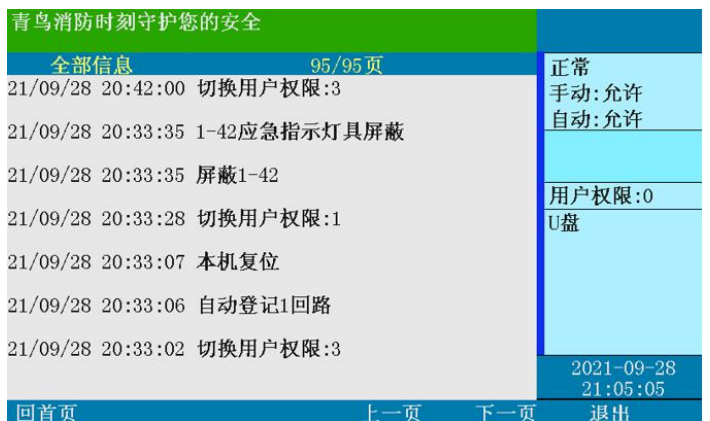 青鸟消防时刻守护您的安全
全部信息 95/95页
21/09/28 20:42:00 切换用户权限:3
21/09/28 20:33:35 1-42应急指示灯具屏蔽
21/09/28 20:33:35 屏蔽1-42
21/09/28 20:33:28 切换用户权限:1
21/09/28 20:33:07 本机复位
21/09/28 20:33:06 自动登记1回路
21/09/28 20:33:02 切换用户权限:3
正常
手动:允许
自动:允许
用户权限:0
U盘
2021-09-28
21:05:05
回首页 上一页 下一页 退出